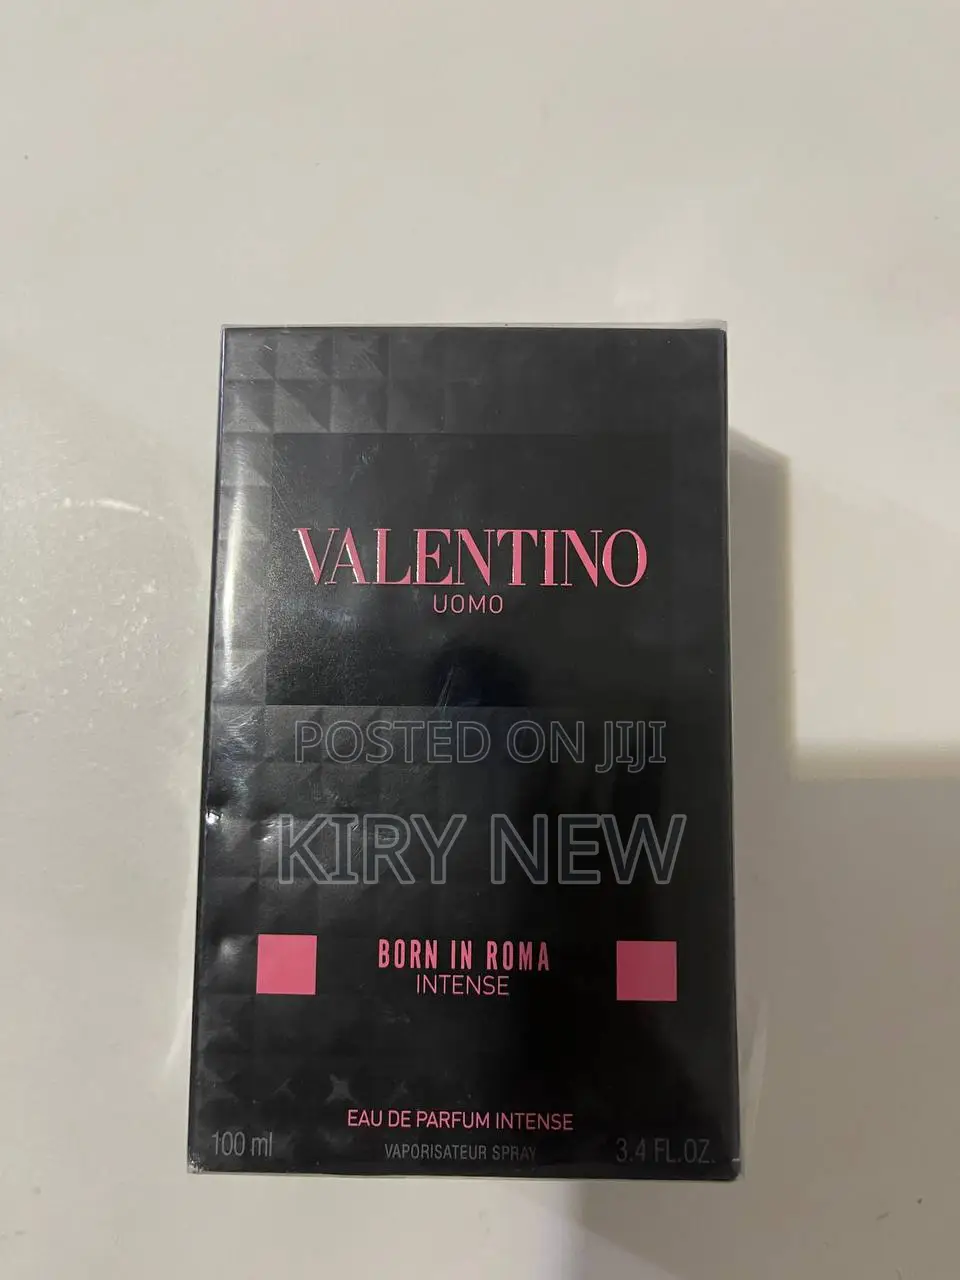 VALENTINO
UOMO
POSTED ON JIJI
KIRY NEW
BORN IN ROMA
INTENSE
EAU DE PARFUM INTENSE
100 ml
VAPORISATEUR SPRAY
3.4 FL.OZ.